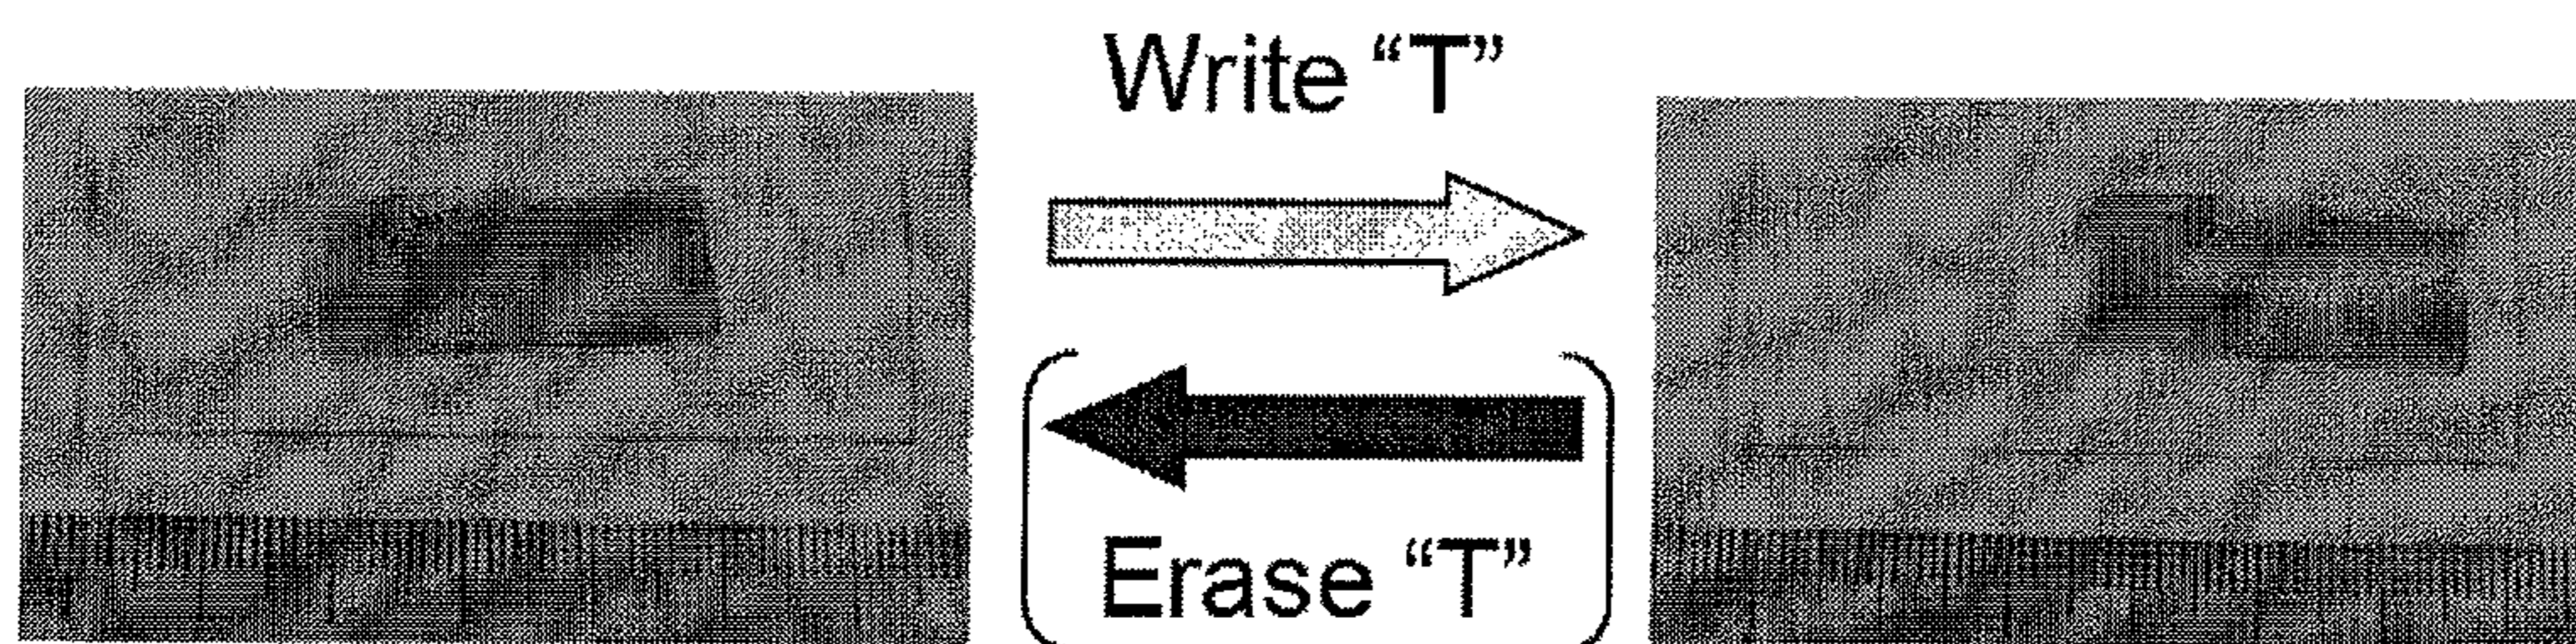 Write “T”
Erase “T”